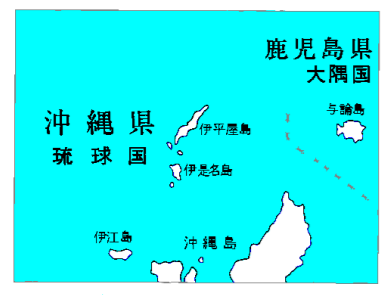 鹿児島県
大隅国
与論島
沖縄県
琉球国
伊平屋島
伊是名島
伊江島
沖縄島